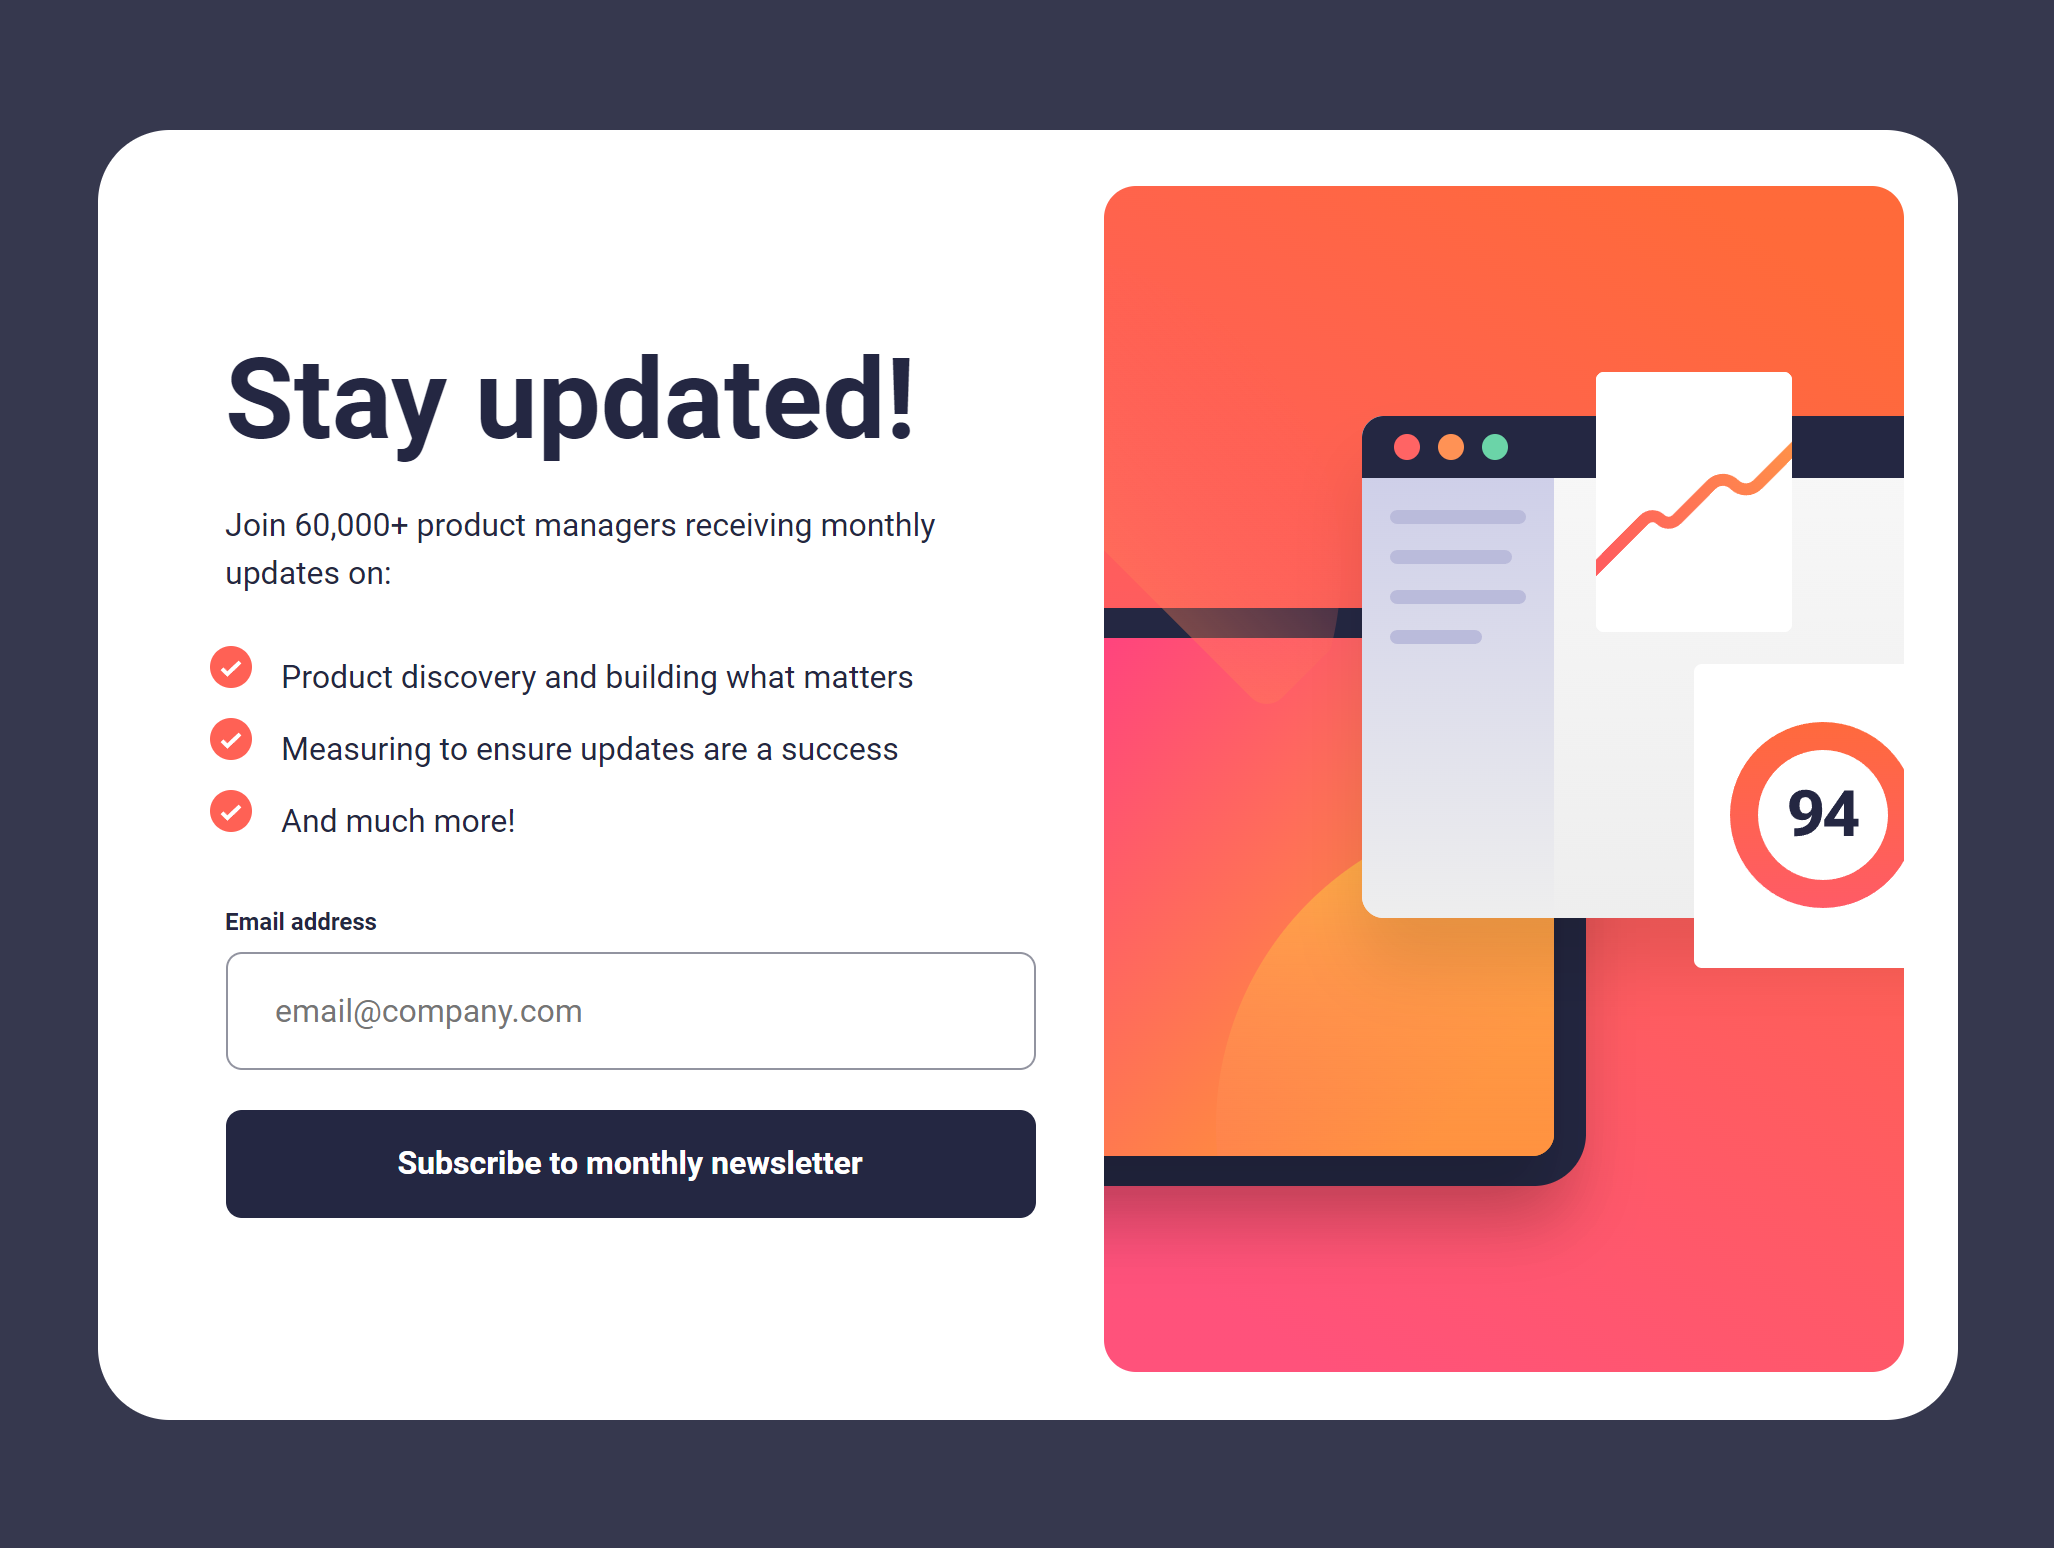 Stay updated!
Join 60,000+ product managers receiving monthly
updates on:
Product discovery and building what matters
Measuring to ensure updates are a success
And much more!
Email address
email@company.com
Subscribe to monthly newsletter
94